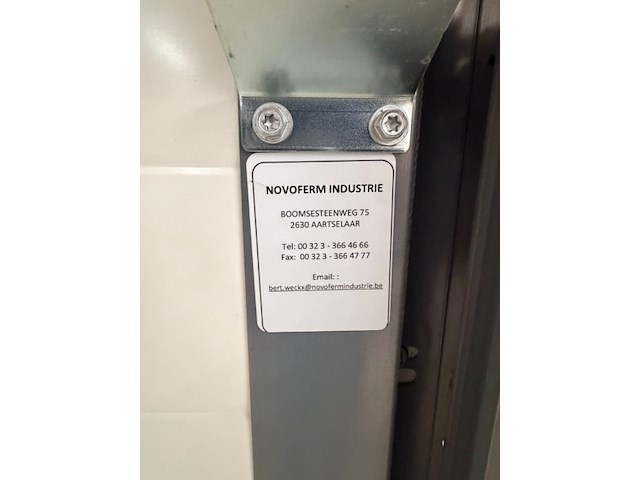 NOVOFERM INDUSTRIE
BOOMSESTEENWEG 75
2630 AARTSELAAR
Tel: 00 32 3 - 366 46 66
Fax: 00 32 3 - 366 47 77
Email: :
bert.weckx@novofermindustrie.be